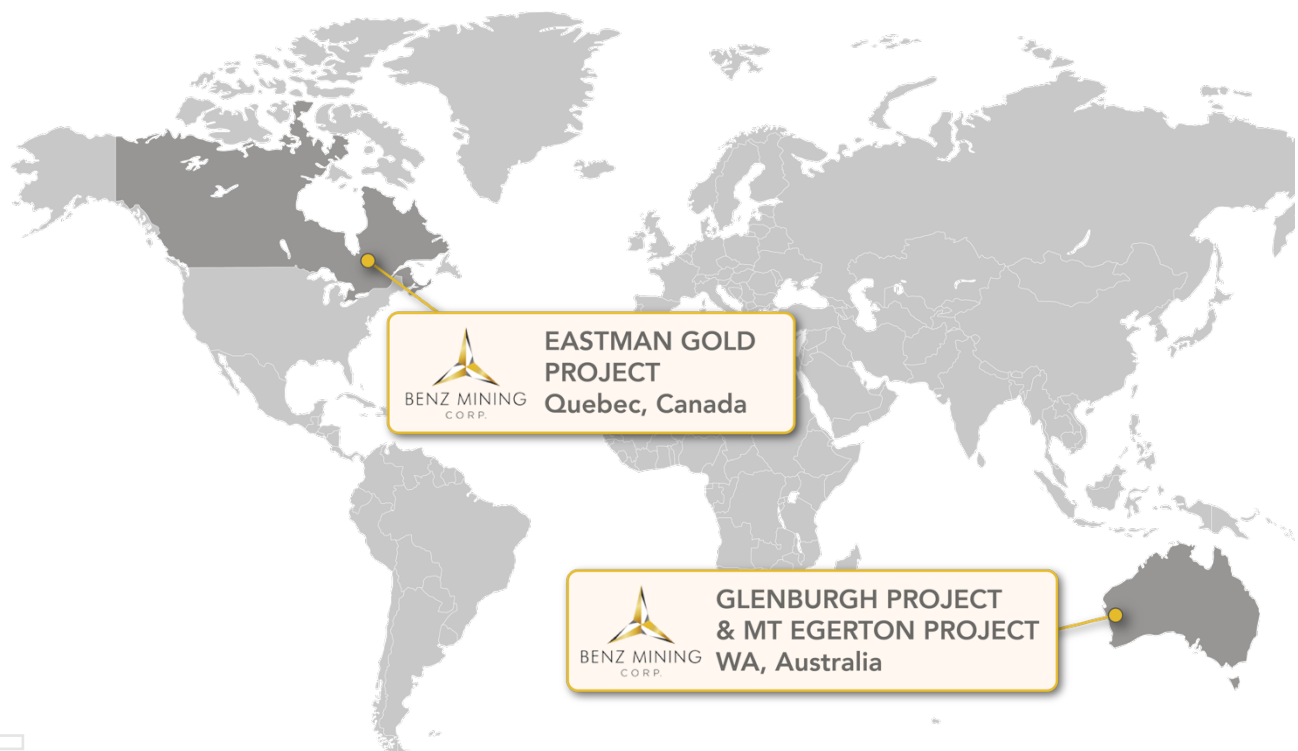 BENZ MINING
CORP.
EASTMAN GOLD
PROJECT
Quebec, Canada
BENZ MINING
CORP.
GLENBURGH PROJECT
& MT EGERTON PROJECT
WA, Australia